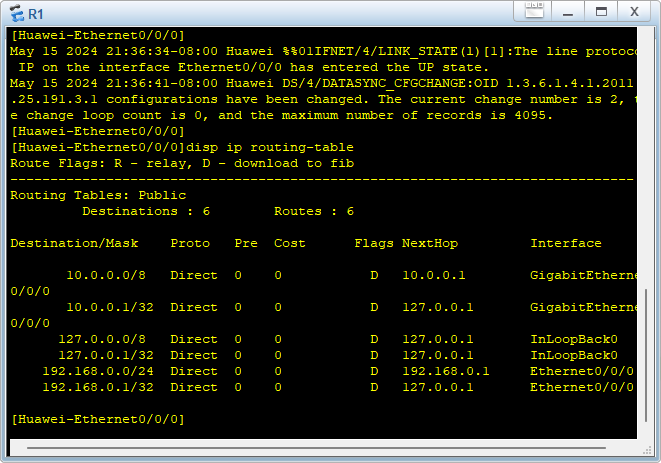 R1
[Huawei-Ethernet0/0/0]
May 15 2024 21:36:34-08:00 Huawei %%01IFNET/4/LINK_STATE(l)[1]:The line protoco
 IP on the interface Ethernet0/0/0 has entered the UP state.
May 15 2024 21:36:41-08:00 Huawei DS/4/DATASYNC_CFGCHANGE:OID 1.3.6.1.4.1.2011
.25.191.3.1 configurations have been changed. The current change number is 2, t
e change loop count is 0, and the maximum number of records is 4095.
[Huawei-Ethernet0/0/0]
[Huawei-Ethernet0/0/0]disp ip routing-table
Route Flags: R - relay, D - download to fib
------------------------------------------------------------------------------
Routing Tables: Public
         Destinations : 6        Routes : 6
Destination/Mask    Proto   Pre  Cost      Flags NextHop         Interface
       10.0.0.0/8   Direct  0    0           D   10.0.0.1        GigabitEtherne
0/0/0
       10.0.0.1/32  Direct  0    0           D   127.0.0.1       GigabitEtherne
0/0/0
      127.0.0.0/8   Direct  0    0           D   127.0.0.1       InLoopBack0
      127.0.0.1/32  Direct  0    0           D   127.0.0.1       InLoopBack0
    192.168.0.0/24  Direct  0    0           D   192.168.0.1     Ethernet0/0/0
    192.168.0.1/32  Direct  0    0           D   127.0.0.1       Ethernet0/0/0
[Huawei-Ethernet0/0/0]